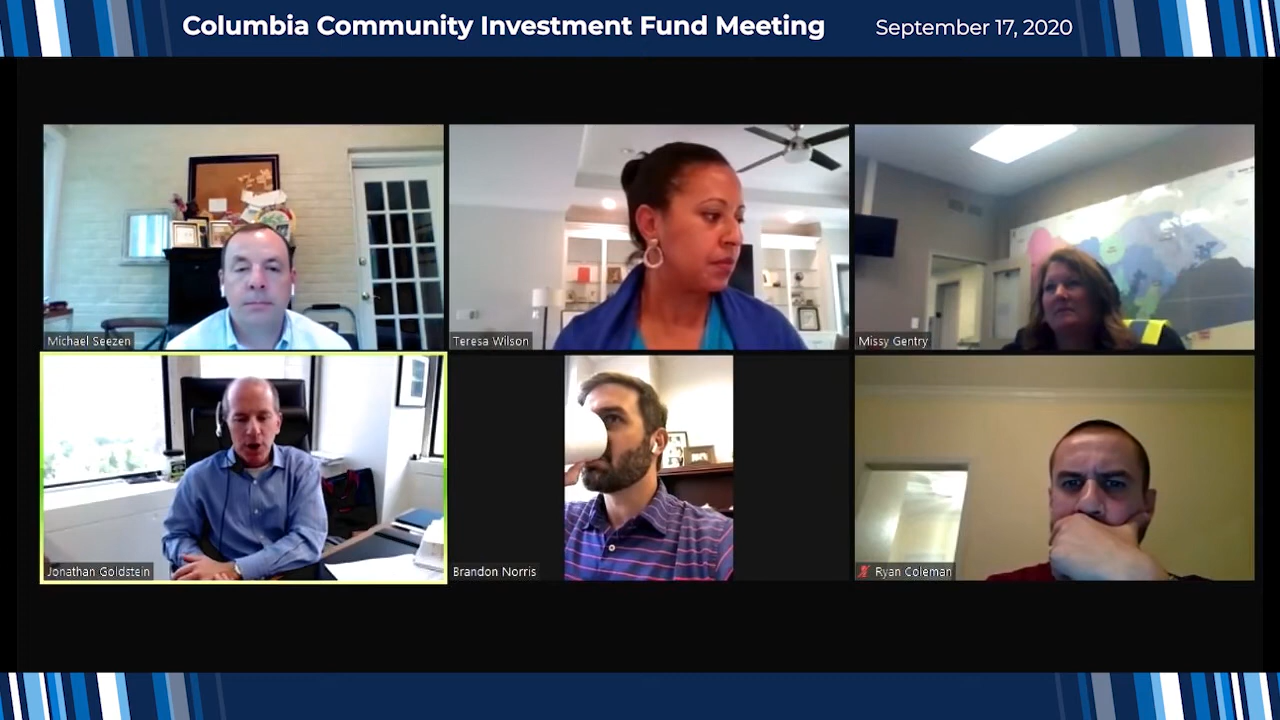 Columbia Community Investment Fund Meeting
September 17, 2020
Michael Seezen
Teresa Wilson
Missy Gentry
Jonathan Goldstein
Brandon Norris
Ryan Coleman